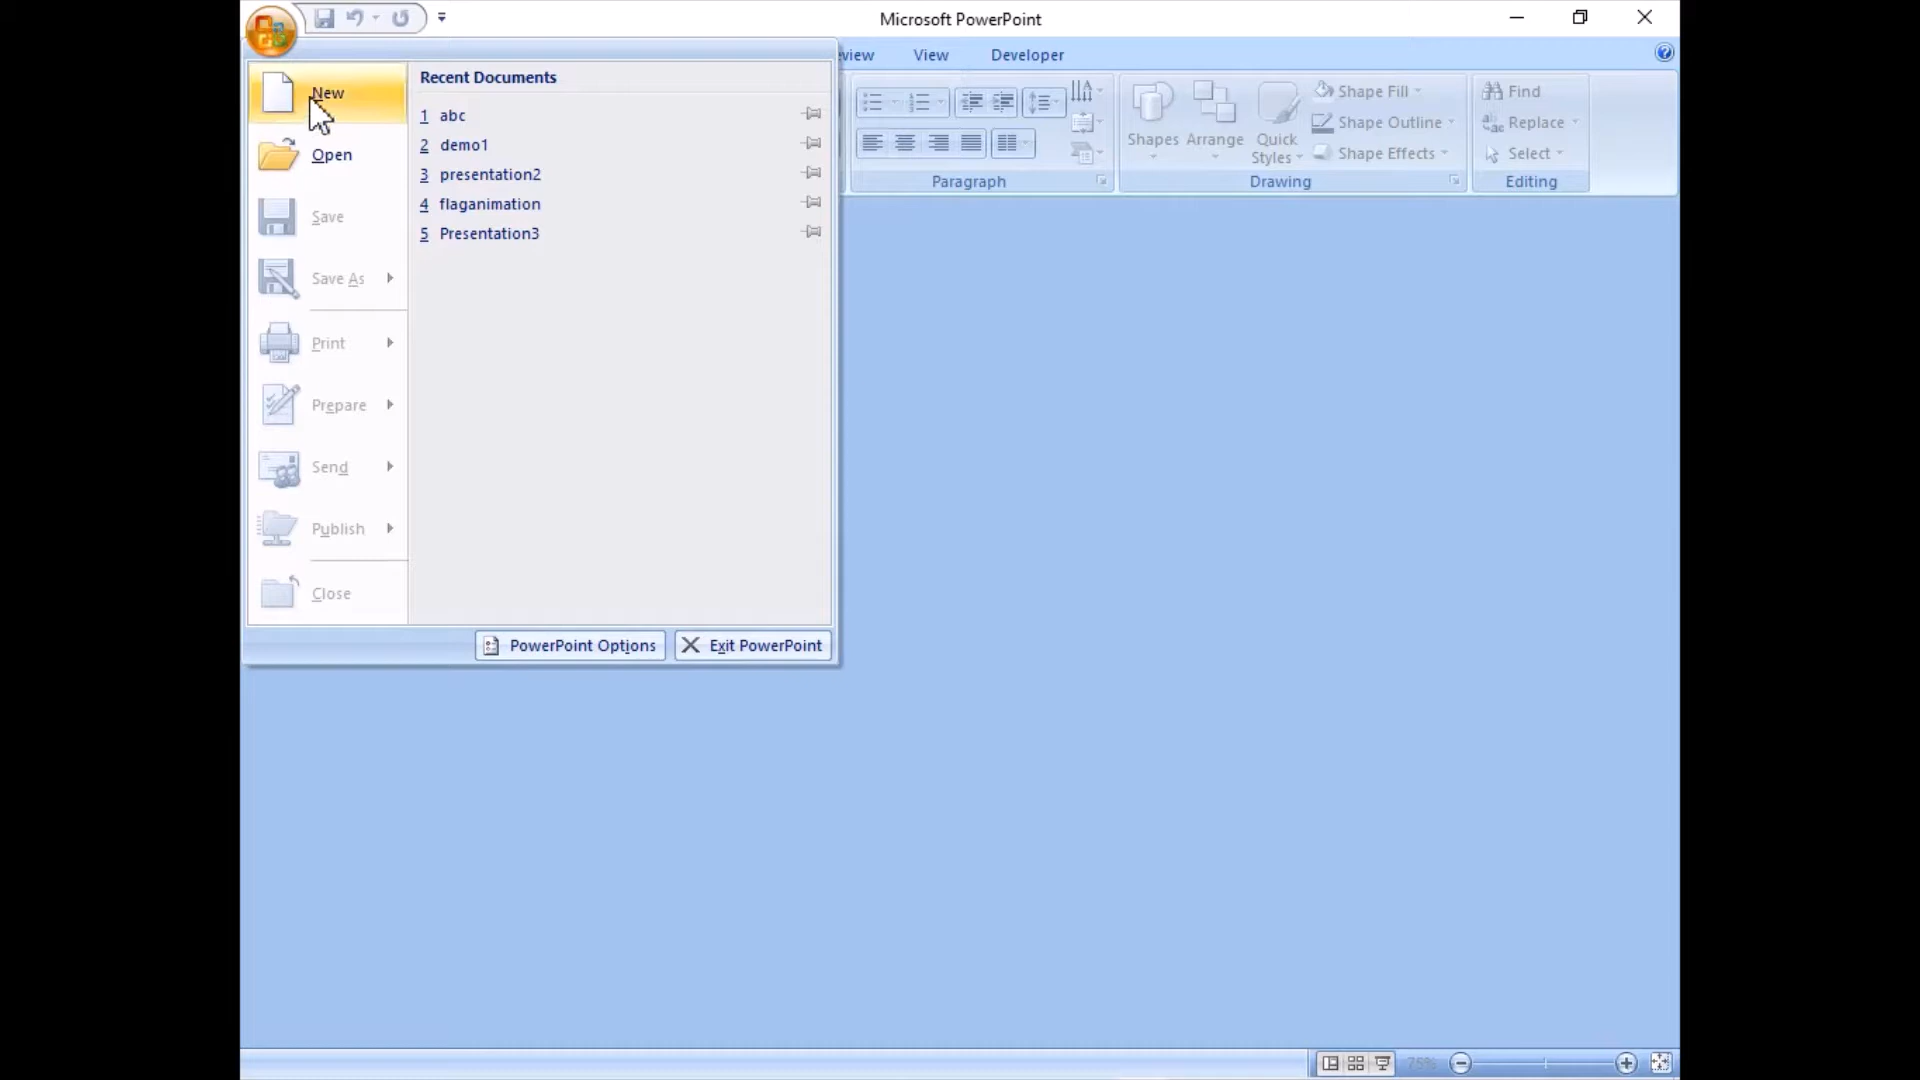 Microsoft PowerPoint
view
View
Developer
New
Open
Save
Save As
Print
Prepare
Send
Publish
Close
Recent Documents
1 abc
2 demo1
3 presentation2
4 flaganimation
5 Presentation3
PowerPoint Options
Exit PowerPoint
Paragraph
Shapes
Arrange
Quick
Styles
Shape Fill
Shape Outline
Shape Effects
Drawing
Find
Replace
Select
Editing
75%